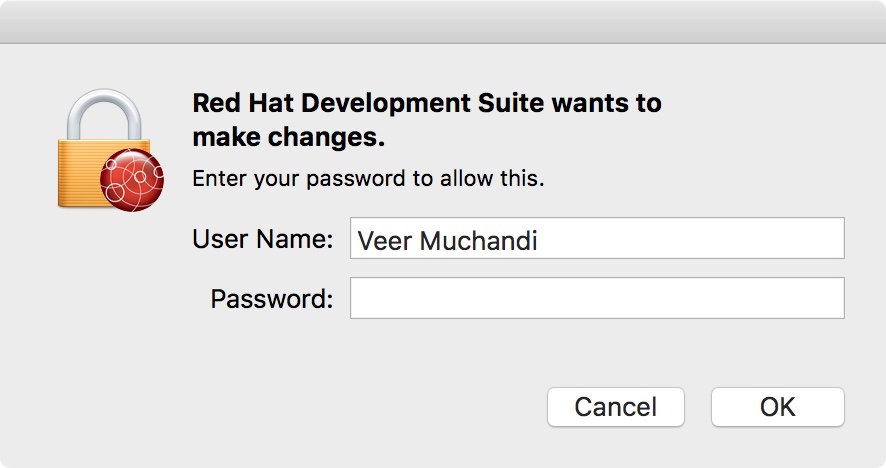 Red Hat Development Suite wants to
make changes.
Enter your password to allow this.
User Name: Veer Muchandi
Password:
Cancel OK